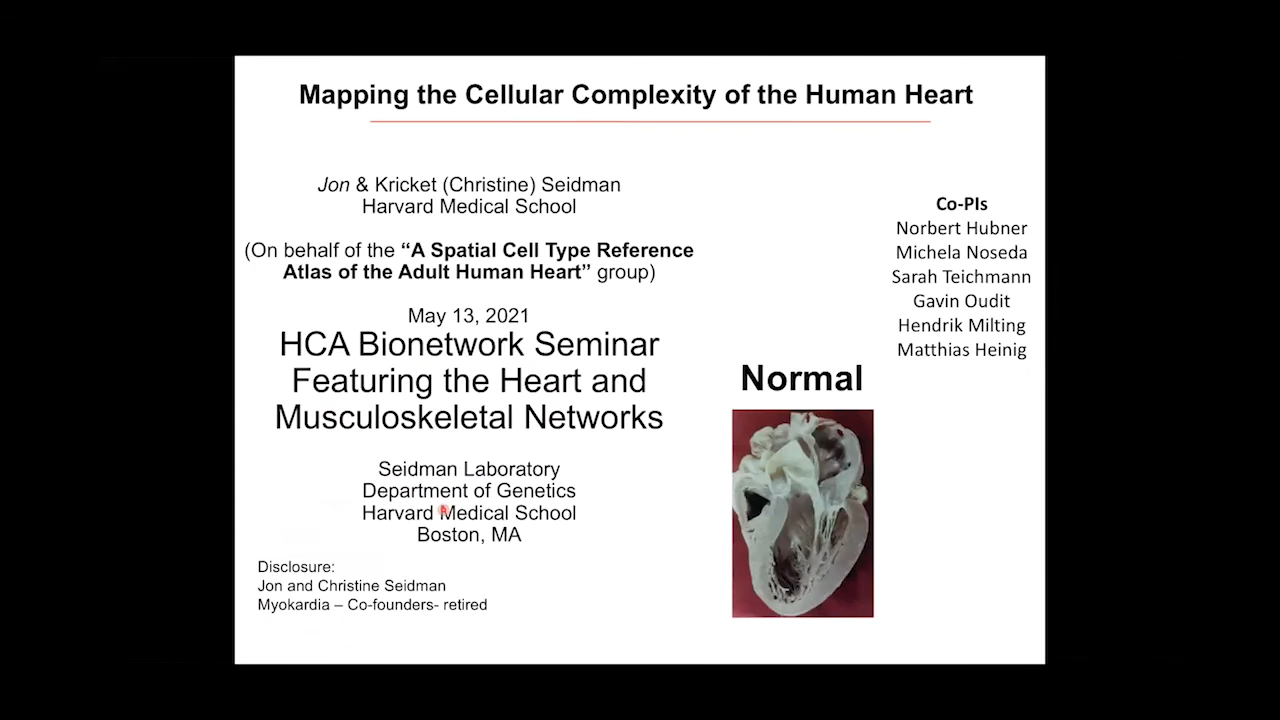 Mapping the Cellular Complexity of the Human Heart
Jon & Kricket (Christine) Seidman
Harvard Medical School
(On behalf of the “A Spatial Cell Type Reference
Atlas of the Adult Human Heart” group)
May 13, 2021
HCA Bionetwork Seminar
Featuring the Heart and
Musculoskeletal Networks
Seidman Laboratory
Department of Genetics
Harvard Medical School
Boston, MA
Disclosure:
Jon and Christine Seidman
Myokardia – Co-founders- retired
Co-PIs
Norbert Hubner
Michela Noseda
Sarah Teichmann
Gavin Oudit
Hendrik Milting
Matthias Heinig
Normal